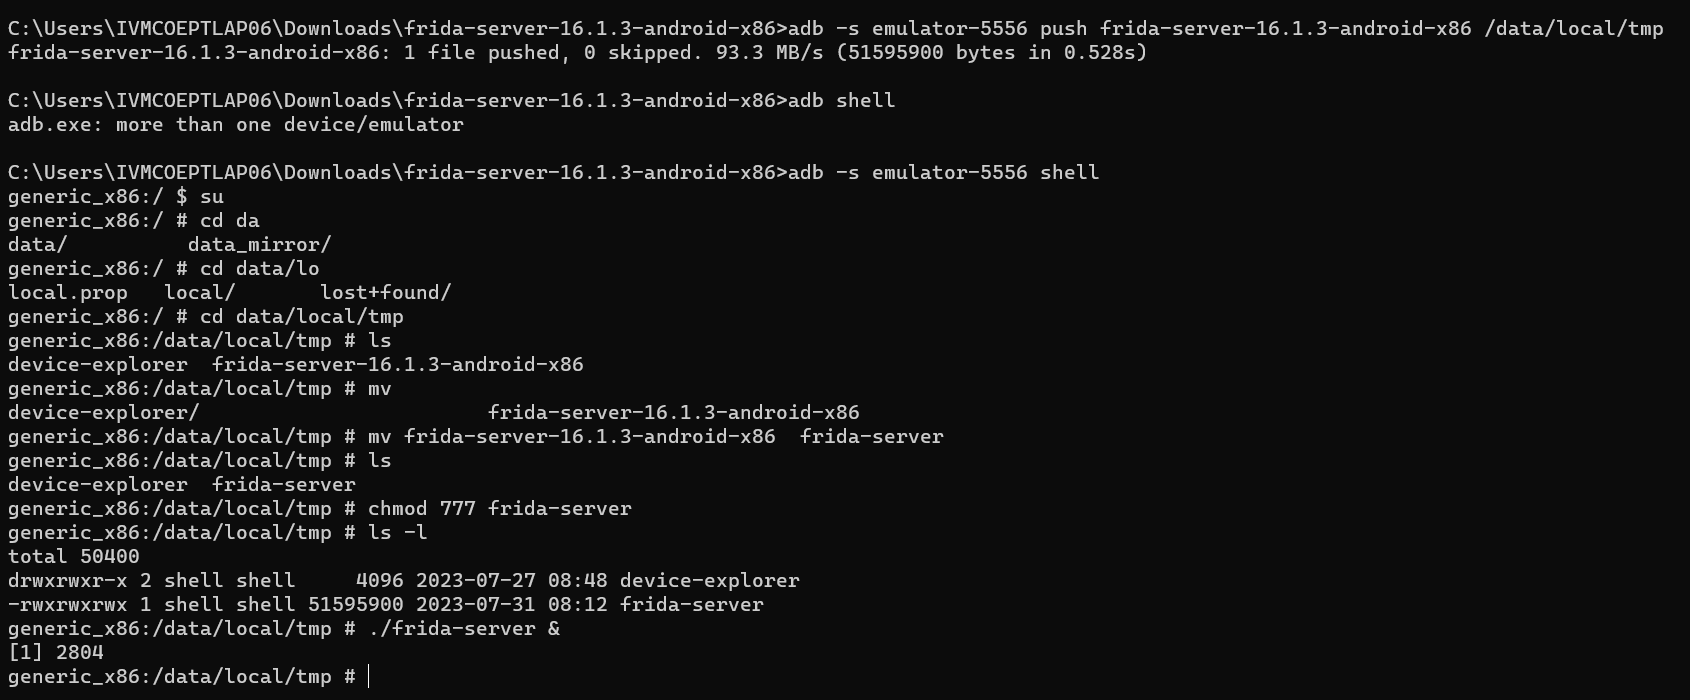 C:\Users\IVMCOEPTLAP06\Downloads\frida-server-16.1.3-android-x86>adb -s emulator-5556 push frida-server-16.1.3-android-x86 /data/local/tmp
frida-server-16.1.3-android-x86: 1 file pushed, 0 skipped. 93.3 MB/s (51595900 bytes in 0.528s)
C:\Users\IVMCOEPTLAP06\Downloads\frida-server-16.1.3-android-x86>adb shell
adb.exe: more than one device/emulator
C:\Users\IVMCOEPTLAP06\Downloads\frida-server-16.1.3-android-x86>adb -s emulator-5556 shell
generic_x86:/ $ su
generic_x86:/ # cd da
data/          data_mirror/
generic_x86:/ # cd data/lo
local.prop   local/       lost+found/
generic_x86:/ # cd data/local/tmp
generic_x86:/data/local/tmp # ls
device-explorer  frida-server-16.1.3-android-x86
generic_x86:/data/local/tmp # mv
device-explorer/                        frida-server-16.1.3-android-x86
generic_x86:/data/local/tmp # mv frida-server-16.1.3-android-x86  frida-server
generic_x86:/data/local/tmp # ls
device-explorer  frida-server
generic_x86:/data/local/tmp # chmod 777 frida-server
generic_x86:/data/local/tmp # ls -l
total 50400
drwxrwxr-x 2 shell shell     4096 2023-07-27 08:48 device-explorer
-rwxrwxrwx 1 shell shell 51595900 2023-07-31 08:12 frida-server
generic_x86:/data/local/tmp # ./frida-server &
[1] 2804
generic_x86:/data/local/tmp #